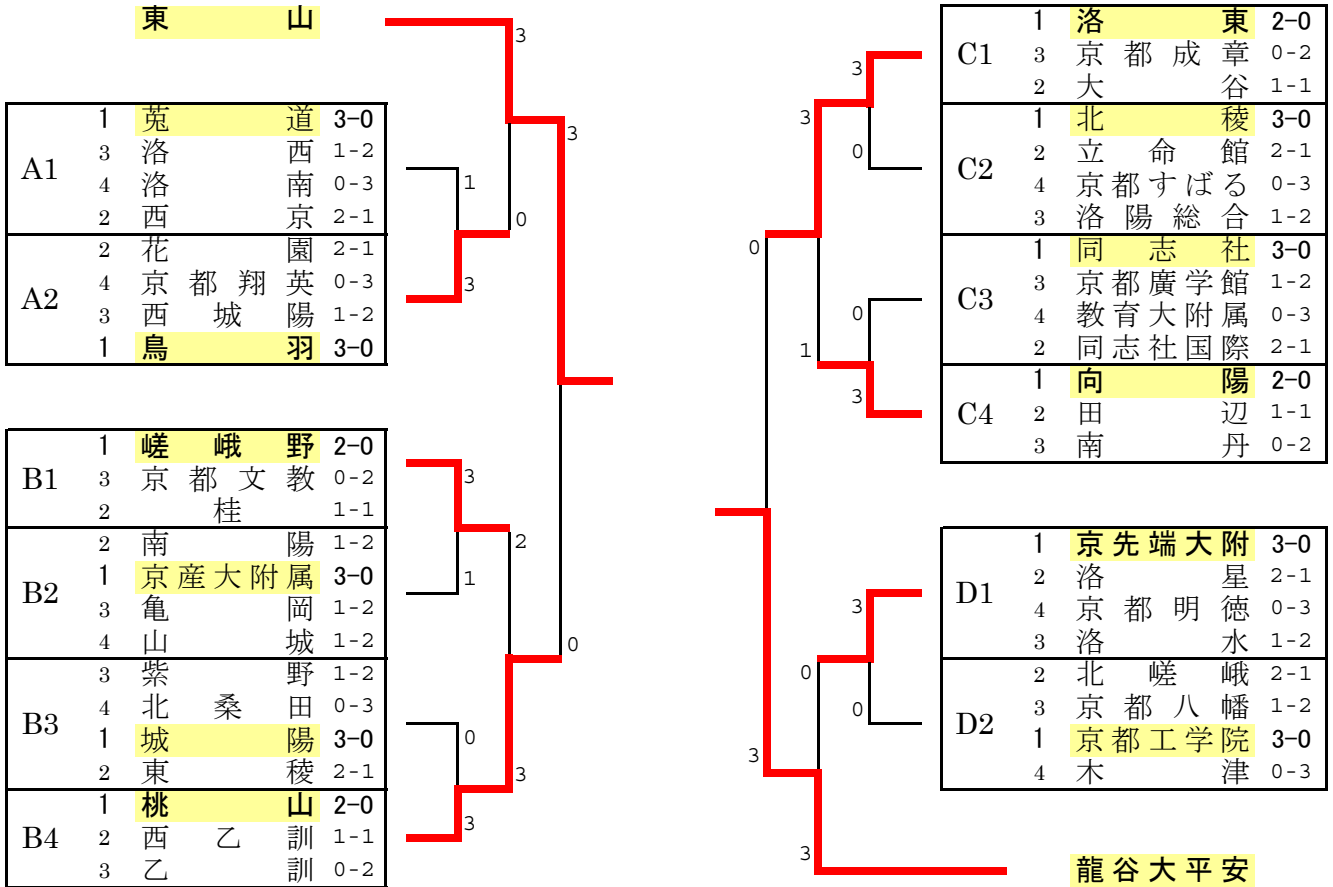 東山
A1
1 莵道 3-0
3 洛西 1-2
4 洛南 0-3
2 西京 2-1
A2
2 花園 2-1
4 京都翔英 0-3
3 西城陽 1-2
1 鳥羽 3-0
B1
1 嵯峨野 2-0
3 京都文教 0-2
2 桂 1-1
B2
2 南陽 1-2
1 京産大附属 3-0
3 亀岡 1-2
4 山城 1-2
B3
3 紫野 1-2
4 北桑田 0-3
1 城陽 3-0
2 東稜 2-1
B4
1 桃山 2-0
2 西乙訓 1-1
3 乙訓 0-2
3
3
1
0
3
3
2
1
0
0
3
3
C1
1 洛東 2-0
3 京都成章 0-2
2 大谷 1-1
C2
1 北稜 3-0
2 立命館 2-1
4 京都すばる 0-3
3 洛陽総合 1-2
C3
1 同志社 3-0
3 京都廣学館 1-2
4 教育大附属 0-3
2 同志社国際 2-1
C4
1 向陽 2-0
2 田辺 1-1
3 南丹 0-2
D1
1 京先端大附 3-0
2 洛星 2-1
4 京都明徳 0-3
3 洛水 1-2
D2
2 北嵯峨 2-1
3 京都八幡 1-2
1 京都工学院 3-0
4 木津 0-3
龍谷大平安
3
3
0
0
0
1
3
3
0
0
3
3